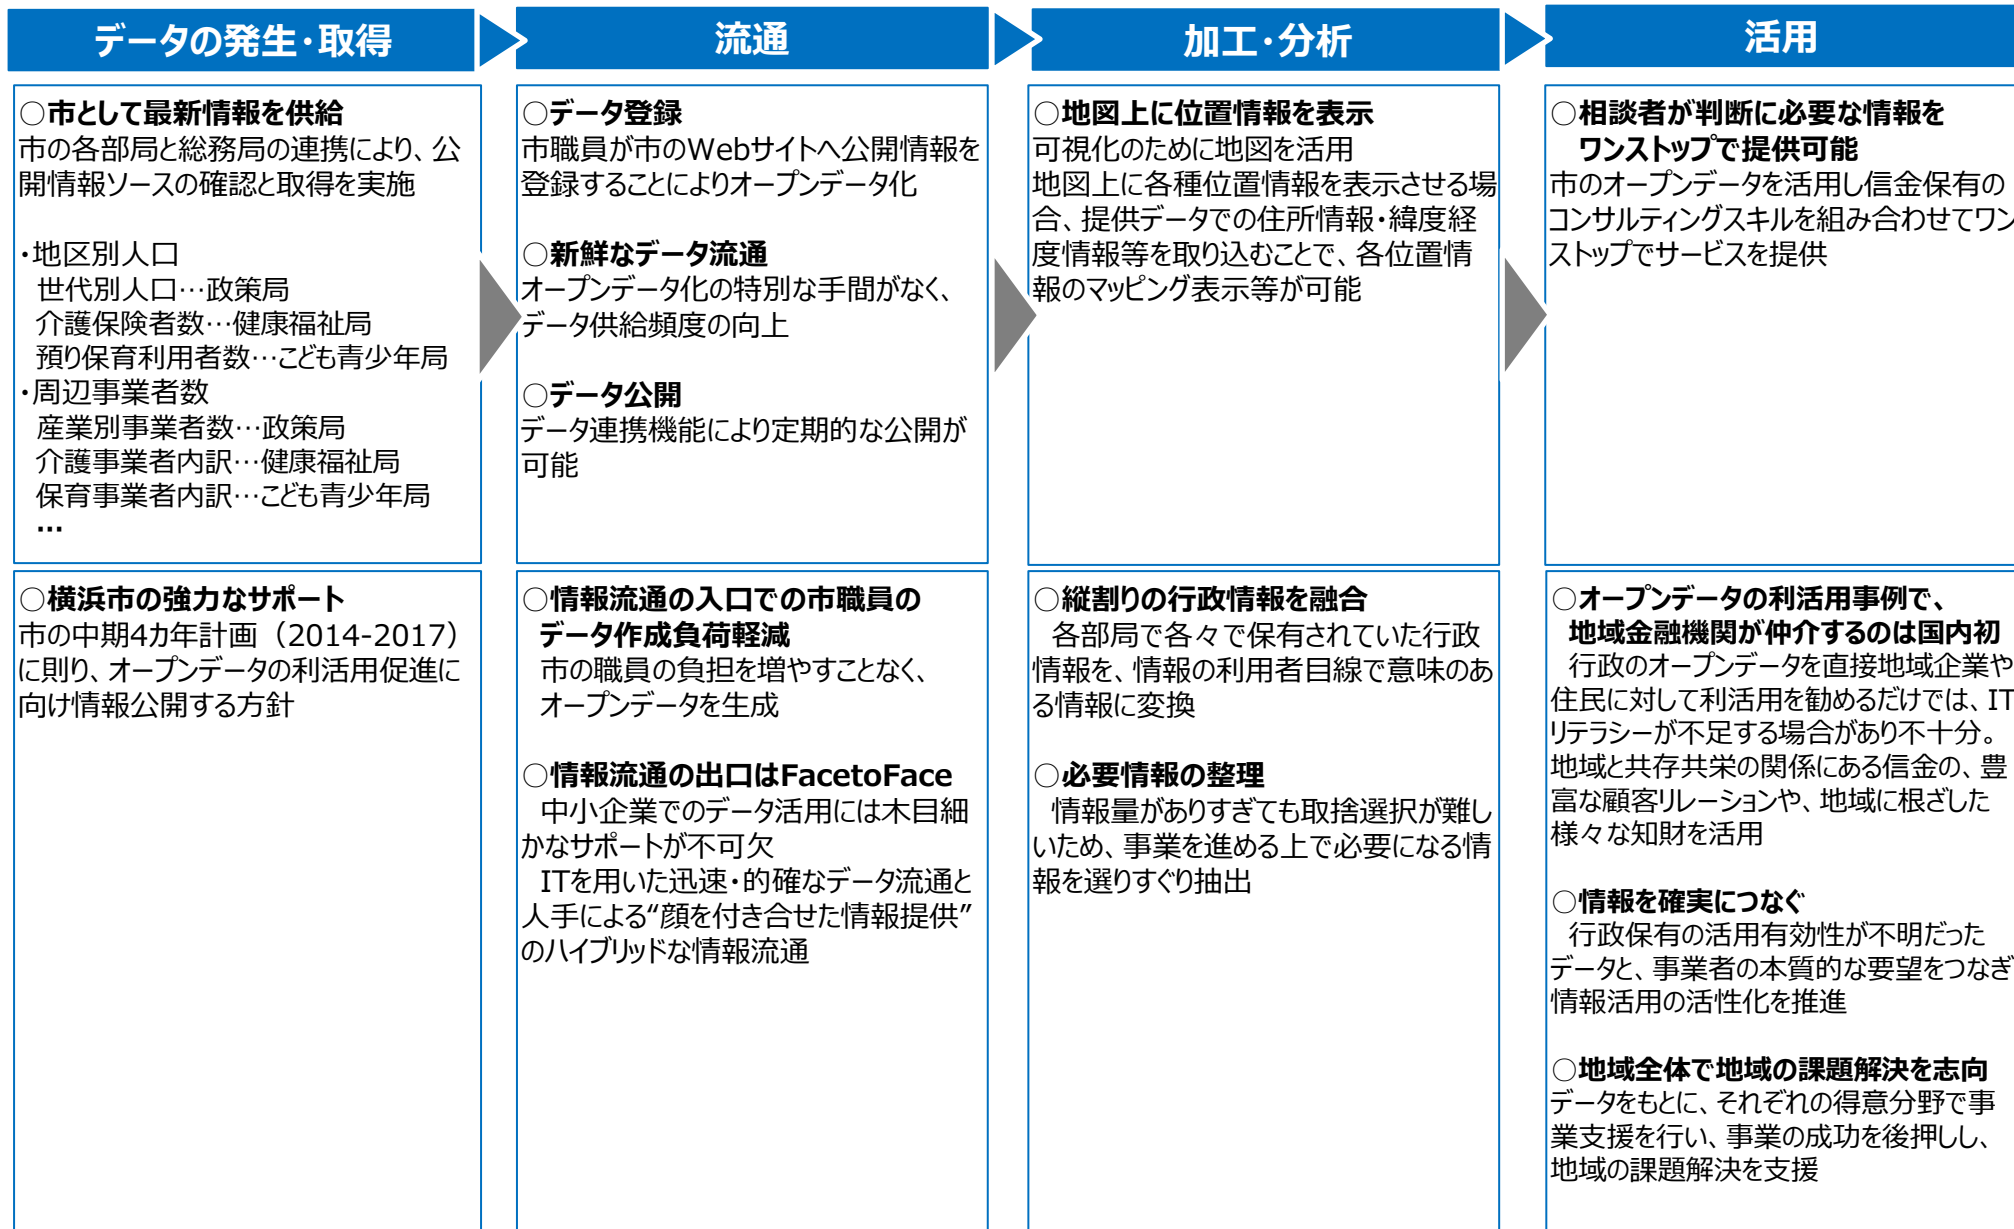 データの発生・取得
流通
加工・分析
活用
○市として最新情報を供給
市の各部局と総務局の連携により、公
開情報ソースの確認と取得を実施
・地区別人口
世代別人口…政策局
介護保険者数…健康福祉局
預り保育利用者数…こども青少年局
・周辺事業者数
産業別事業者数…政策局
介護事業者内訳…健康福祉局
保育事業者内訳…こども青少年局
…
○データ登録
市職員が市のWebサイトへ公開情報を
登録することによりオープンデータ化
○新鮮なデータ流通
オープンデータ化の特別な手間がなく、
データ供給頻度の向上
○データ公開
データ連携機能により定期的な公開が
可能
○地図上に位置情報を表示
可視化のために地図を活用
地図上に各種位置情報を表示させる場
合、提供データでの住所情報・緯度経
度情報等を取り込むことで、各位置情
報のマッピング表示等が可能
○相談者が判断に必要な情報を
ワンストップで提供可能
市のオープンデータを活用し信金保有の
コンサルティングスキルを組み合わせてワン
ストップでサービスを提供
○横浜市の強力なサポート
市の中期4カ年計画（2014-2017）
に則り、オープンデータの利活用促進に
向け情報公開する方針
○情報流通の入口での市職員の
データ作成負荷軽減
市の職員の負担を増やすことなく、
オープンデータを生成
○情報流通の出口はFacetoFace
中小企業でのデータ活用には木目細
かなサポートが不可欠
ITを用いた迅速・的確なデータ流通と
人手による“顔を付き合せた情報提供”
のハイブリッドな情報流通
○縦割りの行政情報を融合
各部局で各々で保有されていた行政
情報を、情報の利用者目線で意味のあ
る情報に変換
○必要情報の整理
情報量がありすぎても取捨選択が難し
いため、事業を進める上で必要になる情
報を選りすぐり抽出
○オープンデータの利活用事例で、
地域金融機関が仲介するのは国内初
行政のオープンデータを直接地域企業や
住民に対して利活用を勧めるだけでは、IT
リテラシーが不足する場合があり不十分。
地域と共存共栄の関係にある信金の、豊
富な顧客リレーションや、地域に根ざした
様々な知財を活用
○情報を確実につなぐ
行政保有の活用有効性が不明だった
データと、事業者の本質的な要望をつなぎ
情報活用の活性化を推進
○地域全体で地域の課題解決を志向
データをもとに、それぞれの得意分野で事
業支援を行い、事業の成功を後押しし、
地域の課題解決を支援